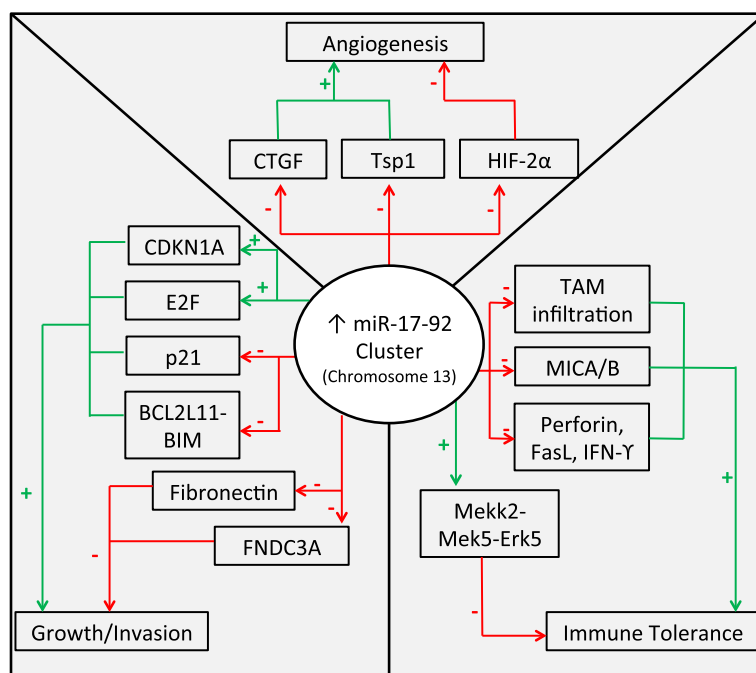 Angiogenesis
+
-
CTGF
Tsp1
HIF-2α
-
-
-
CDKN1A
+
E2F
+
p21
-
BCL2L11-
BIM
-
↑ miR-17-92
Cluster
(Chromosome 13)
-
TAM
infiltration
-
MICA/B
-
Perforin,
FasL, IFN-ϒ
+
+
+
Fibronectin
-
-
FNDC3A
-
Mekk2-
Mek5-Erk5
-
Growth/Invasion
Immune Tolerance